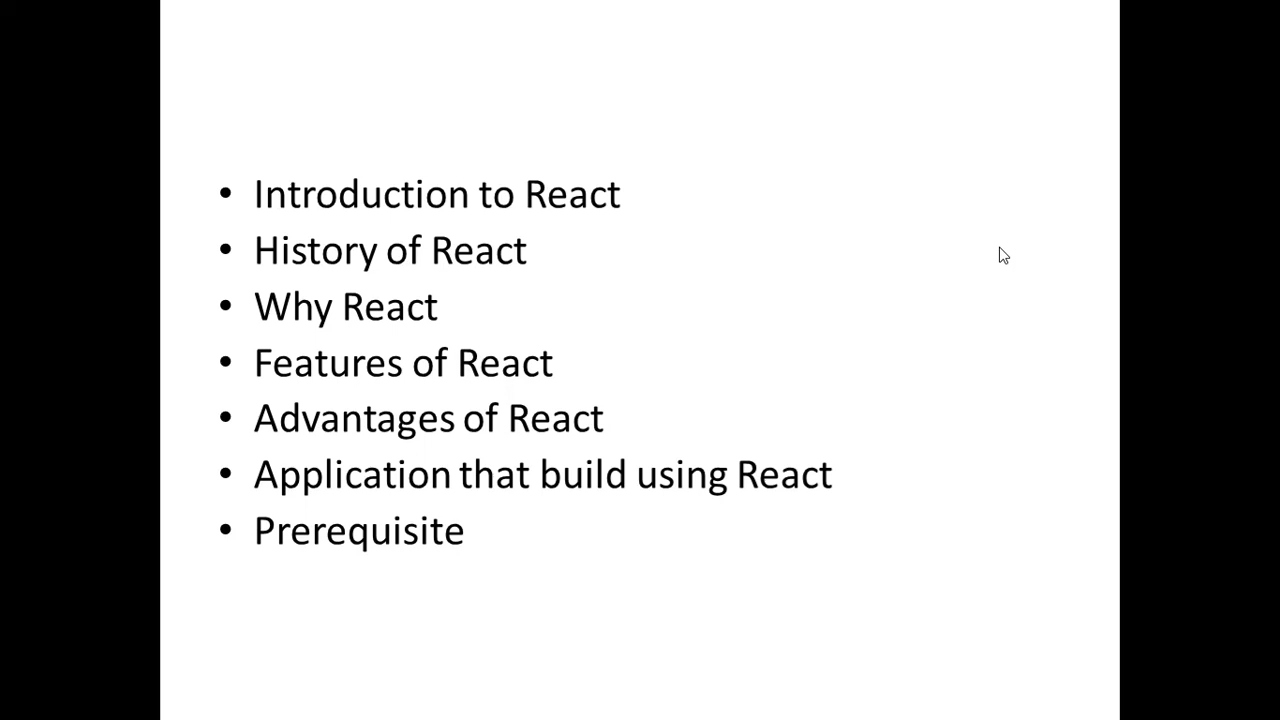 • Introduction to React
• History of React
• Why React
• Features of React
• Advantages of React
• Application that build using React
• Prerequisite